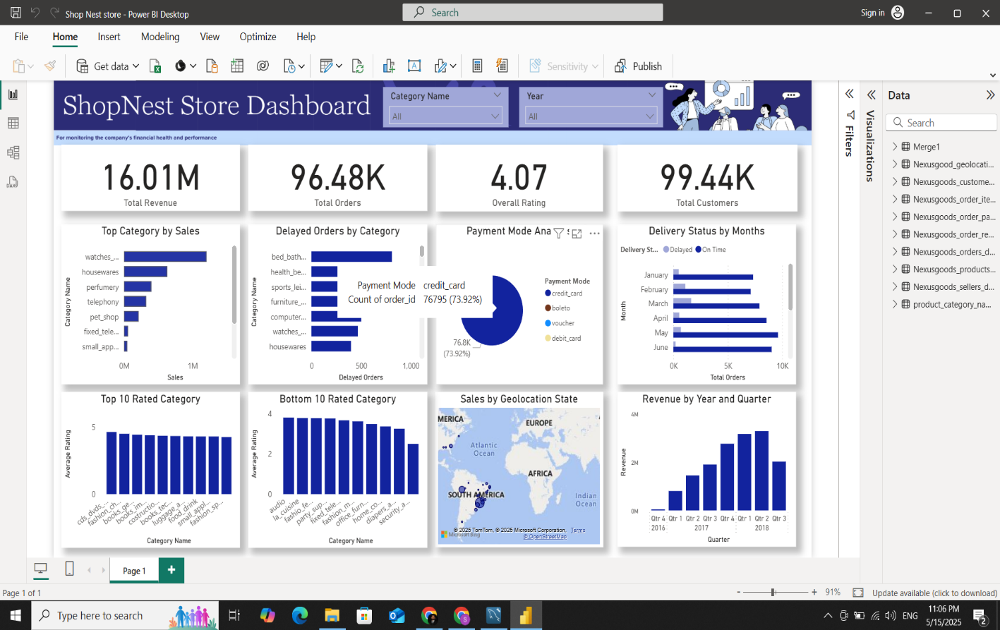 Shop Nest store - Power BI Desktop
Search
Sign in
File
Home
Insert
Modeling
View
Optimize
Help
Get data
Sensitivity
Publish
ShopNest Store Dashboard
Category Name
All
Year
All
For monitoring the company's financial health and performance
16.01M
Total Revenue
96.48K
Total Orders
4.07
Overall Rating
99.44K
Total Customers
Top Category by Sales
Category Name
watches_...
housewares
perfumery
telephony
pet_shop
fixed_tele...
small_app...
0M
1M
Sales
Delayed Orders by Category
Category Name
bed_bath...
health_be...
sports_lei...
furniture_...
computer...
watches_...
housewares
0
500
1,000
Delayed Orders
Payment Mode Ana
Payment Mode credit_card
Count of order_id 76795 (73.92%)
76.8K
(73.92%)
Payment Mode
credit_card
boleto
voucher
debit_card
Delivery Status by Months
Delivery St...
Delayed
On Time
Month
January
February
March
April
May
June
0K
5K
10K
Total Orders
Top 10 Rated Category
Average Rating
5
0
cds_dvds_...
fashion_ch...
books_ge...
books_im...
costructio...
books_tec...
luggage_a...
food_drink
small_appl...
fashion_sp...
Category Name
Bottom 10 Rated Category
Average Rating
4
2
0
audio
la_cuisine
fashio_fe...
party_sup...
fixed_tele...
fashion_m...
office_furn...
home_co...
diapers_a...
security_a...
Category Name
Sales by Geolocation State
MERICA
EUROPE
Atlantic
Ocean
AFRICA
SOUTH AMERICA
Indian
Ocean
© 2025 TomTom, © 2025 Microsoft Corporation, Terms
Microsoft Bing
© OpenStreetMap
Revenue by Year and Quarter
Revenue
4M
2M
0M
Qtr 4 Qtr 1 Qtr 2 Qtr 3 Qtr 4 Qtr 1 Qtr 2 Qtr 3
2016 2017 2018
Quarter
Filters
Visualizations
Data
Search
Merge1
Nexusgood_geolocati...
Nexusgoods_custome...
Nexusgoods_order_ite...
Nexusgoods_order_pa...
Nexusgoods_order_re...
Nexusgoods_orders_d...
Nexusgoods_products...
Nexusgoods_sellers_d...
product_category_na...
Page 1
Page 1 of 1
91%
Update available (click to download)
Type here to search
ENG
11:06 PM
5/15/2025
2